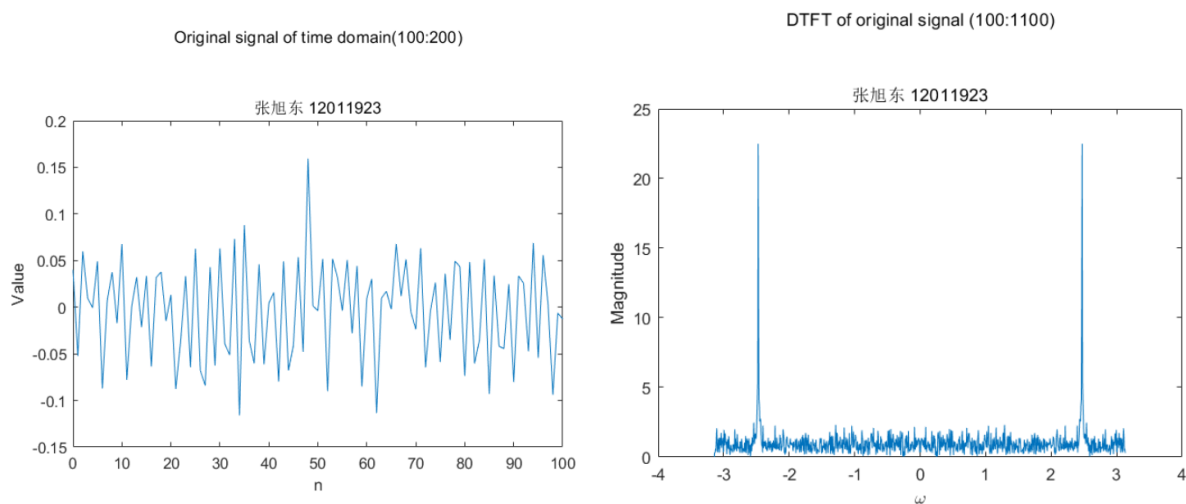 Original signal of time domain(100:200)
张旭东 12011923
0.2
0.15
0.1
0.05
0
-0.05
-0.1
-0.15
Value
0 10 20 30 40 50 60 70 80 90 100
n
DTFT of original signal (100:1100)
张旭东 12011923
25
20
15
10
5
0
Magnitude
-4 -3 -2 -1 0 1 2 3 4
ω